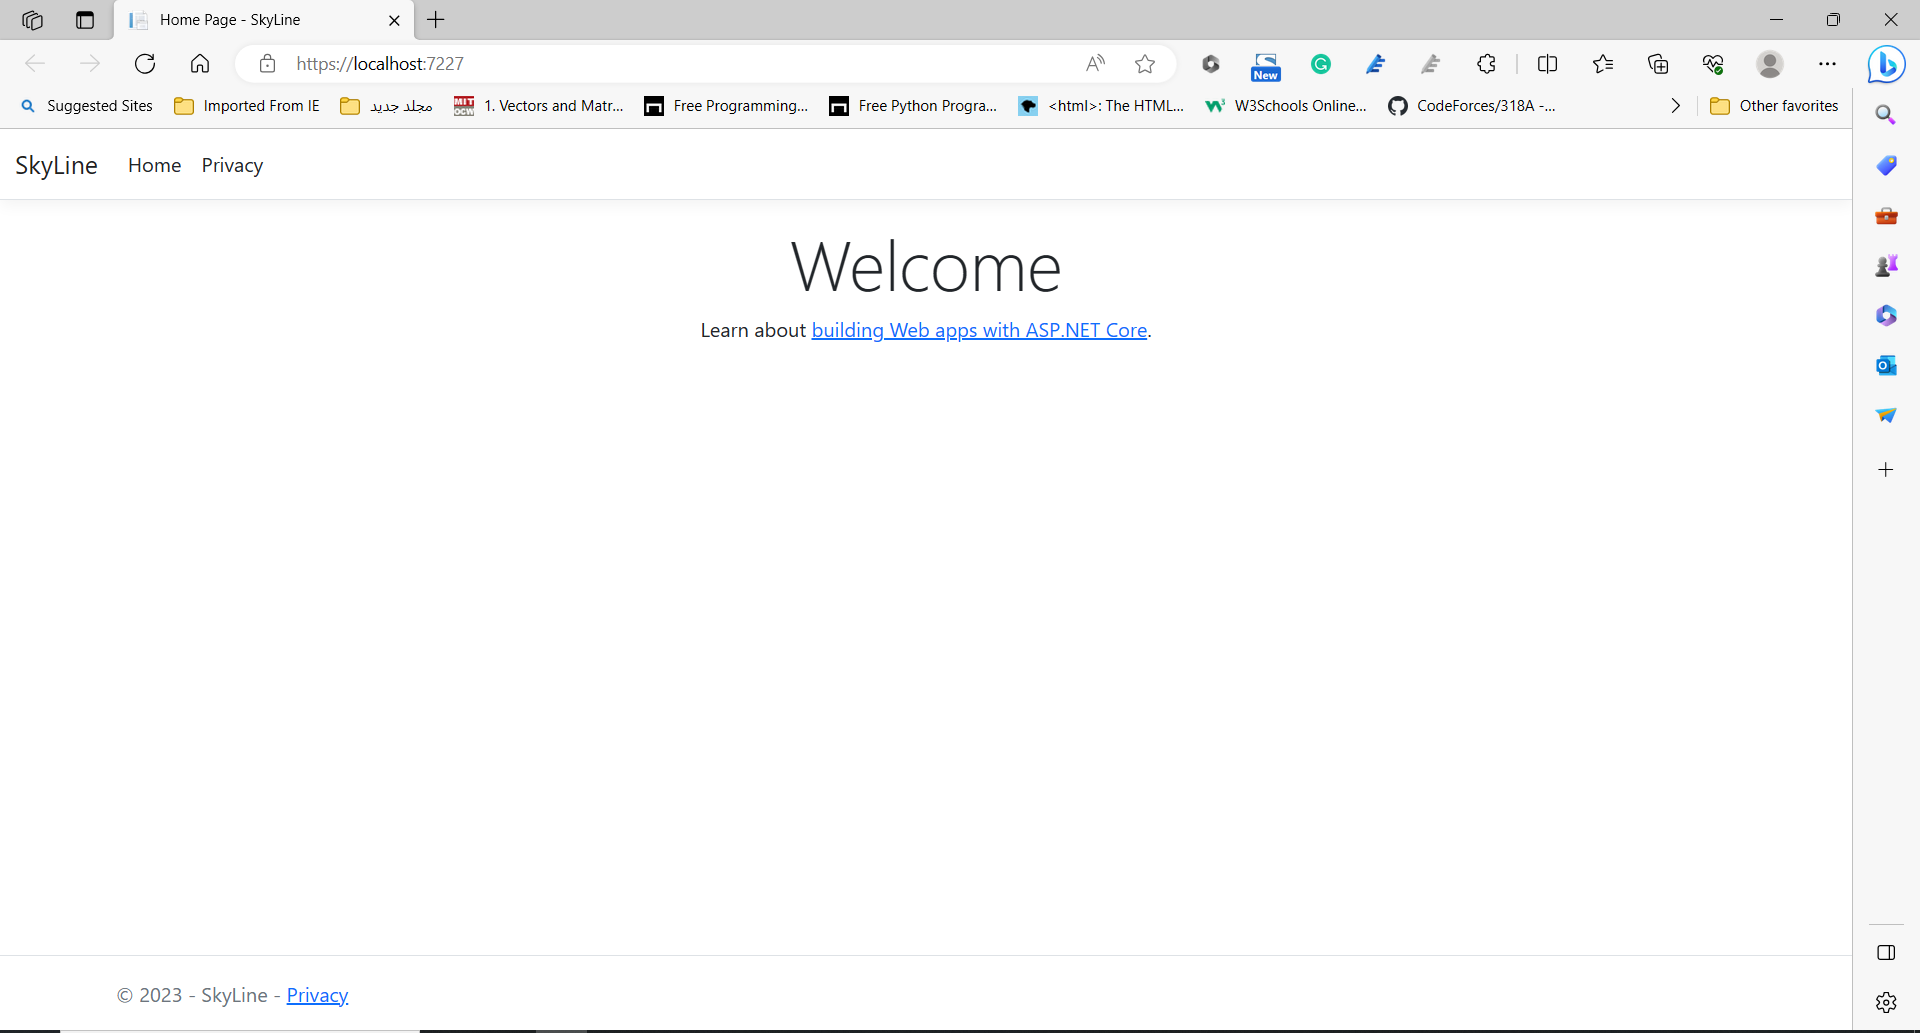 Home Page - SkyLine
https://localhost:7227
New
Suggested Sites
Imported From IE
مجلد جديد
MIT OCW
1. Vectors and Matr...
Free Programming...
Free Python Progra...
<html>: The HTML...
W3Schools Online...
CodeForces/318A -...
Other favorites
SkyLine Home Privacy
Welcome
Learn about building Web apps with ASP.NET Core.
© 2023 - SkyLine - Privacy